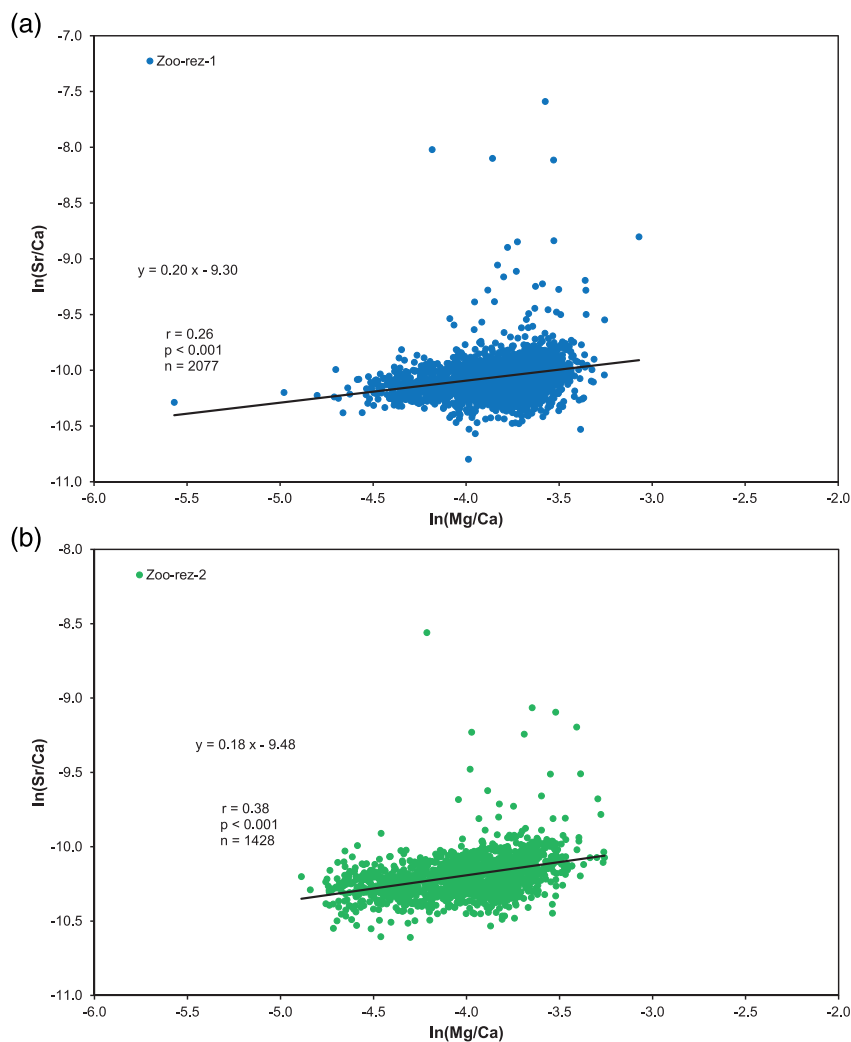 (a)
-7.0
Zoo-rez-1
-7.5
-8.0
-8.5
ln(Sr/Ca)
-9.0
y = 0.20 x - 9.30
-9.5
r = 0.26
p < 0.001
n = 2077
-10.0
-10.5
-11.0
-6.0 -5.5 -5.0 -4.5 -4.0 -3.5 -3.0 -2.5 -2.0
ln(Mg/Ca)
(b)
-8.0
Zoo-rez-2
-8.5
-9.0
ln(Sr/Ca)
y = 0.18 x - 9.48
-9.5
r = 0.38
p < 0.001
n = 1428
-10.0
-10.5
-11.0
-6.0 -5.5 -5.0 -4.5 -4.0 -3.5 -3.0 -2.5 -2.0
ln(Mg/Ca)